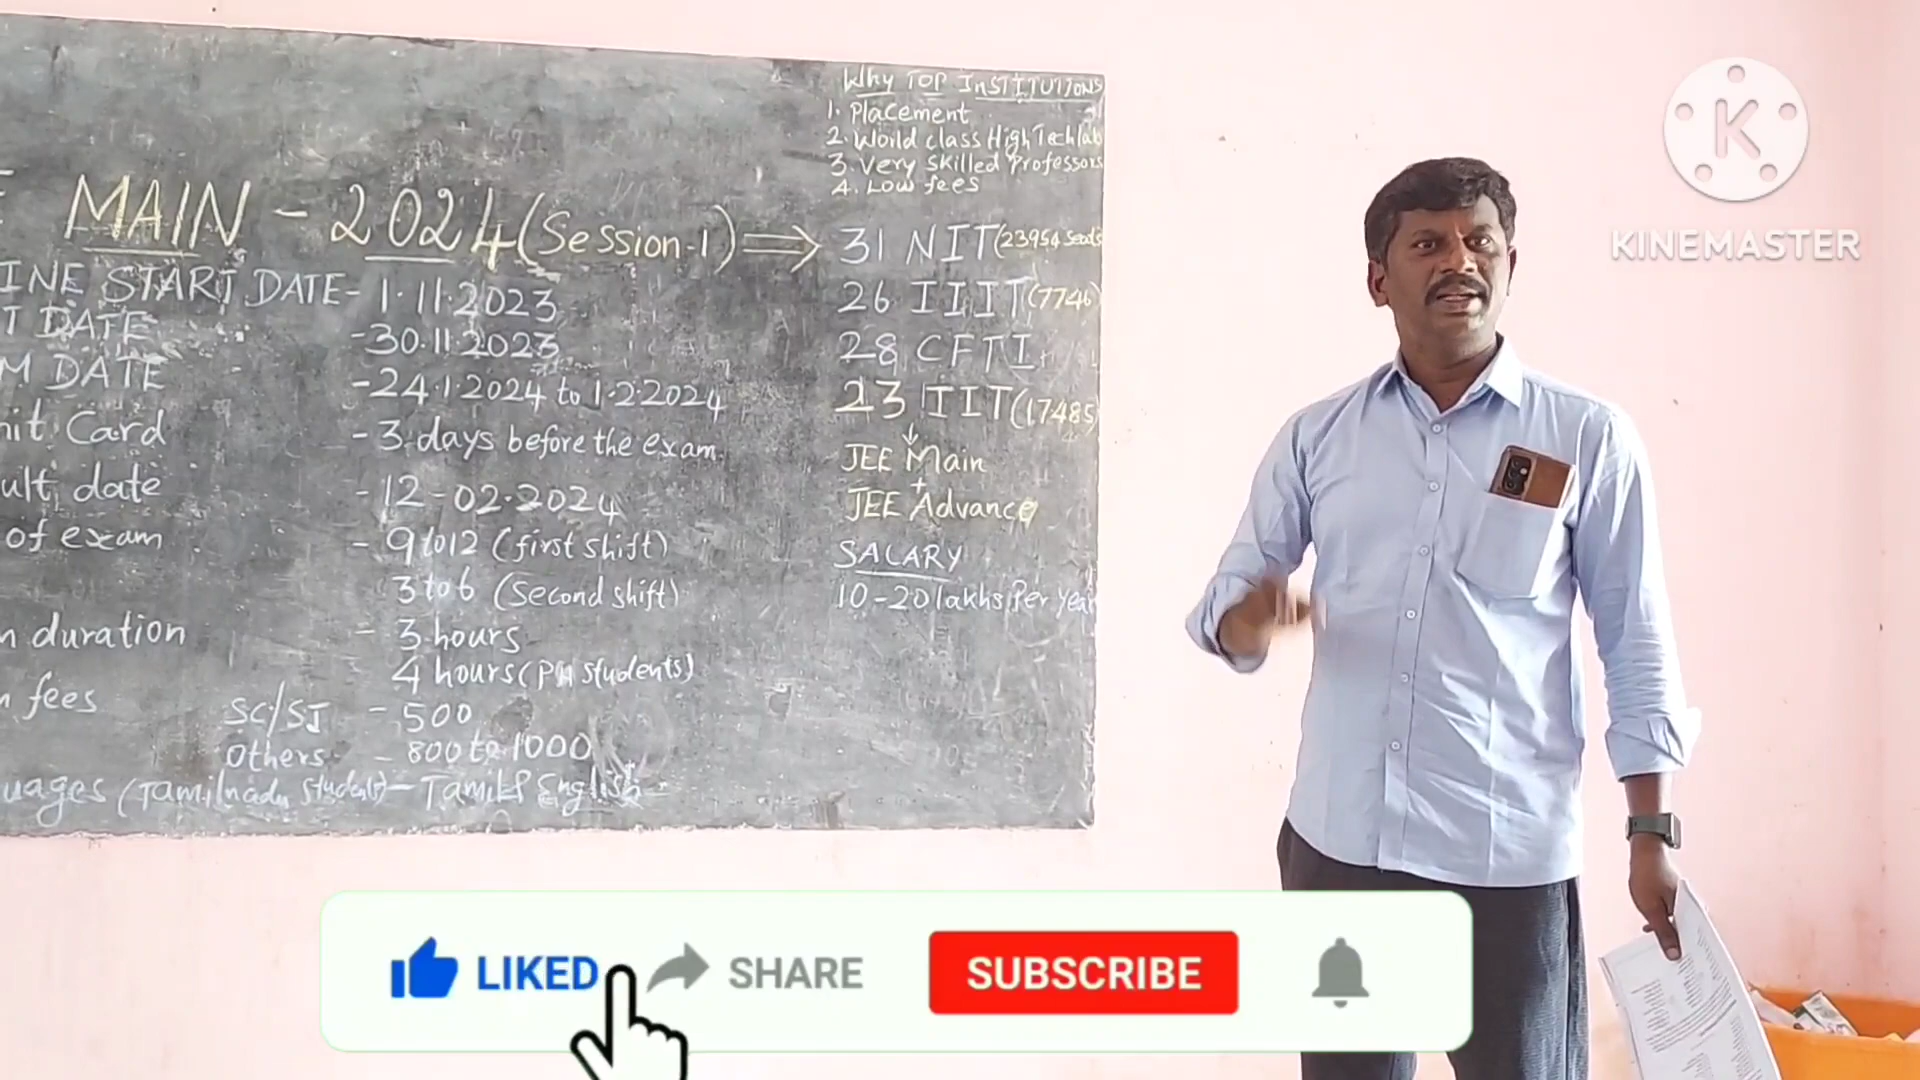 Why TOP InSTITUTIONS
1. Placement
2. World class High Tech lab
3. Very Skilled Professors
4. Low fees
MAIN - 2024 (Session-1) ⇒ 31 NIT (23954 Seats
INE START DATE - 1.11.2023
26 IIIT (7746)
T DATE - 30.11.2023
28 CFTI
M DATE - 24.1.2024 to 1.2.2024
23 IIT (17485)
nit Card - 3 days before the exam
JEE Main
+
ult date - 12-02.2024
JEE Advance
of exam - 9 to 12 (first shift)
SALARY
3 to 6 (Second shift)
10-20 lakhs Per Year
n duration - 3 hours
4 hours (PH Students)
n fees SC/ST - 500
Others - 800 to 1000
uages (Tamilnadu Students) - Tamil & English
K
KINEMASTER
LIKED SHARE SUBSCRIBE